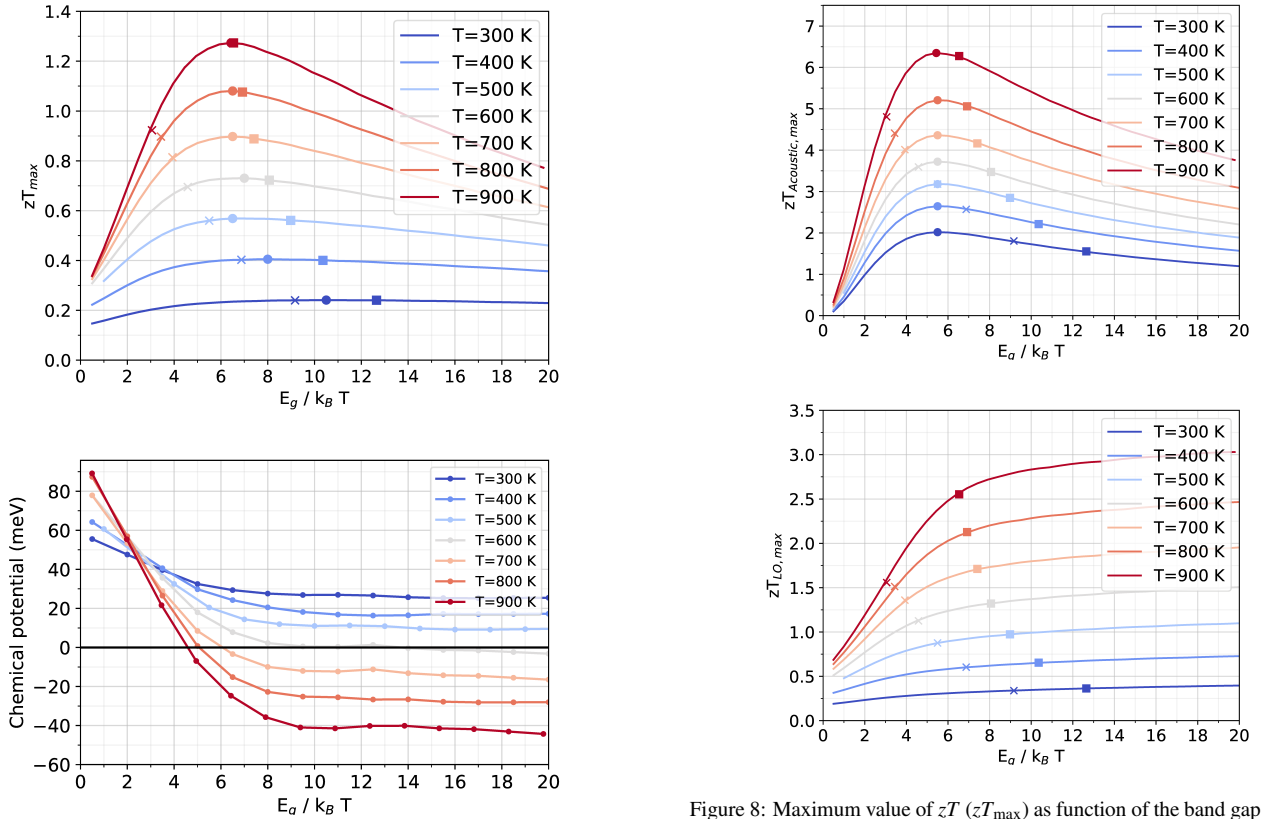 1.4
1.2
1.0
0.8
0.6
0.4
0.2
0.0
zT_max
0 2 4 6 8 10 12 14 16 18 20
E_g / k_B T
T=300 K
T=400 K
T=500 K
T=600 K
T=700 K
T=800 K
T=900 K
7
6
5
4
3
2
1
0
zT_Acoustic, max
0 2 4 6 8 10 12 14 16 18 20
E_g / k_B T
T=300 K
T=400 K
T=500 K
T=600 K
T=700 K
T=800 K
T=900 K
80
60
40
20
0
−20
−40
−60
Chemical potential (meV)
0 2 4 6 8 10 12 14 16 18 20
E_g / k_B T
T=300 K
T=400 K
T=500 K
T=600 K
T=700 K
T=800 K
T=900 K
3.5
3.0
2.5
2.0
1.5
1.0
0.5
0.0
zT_LO, max
0 2 4 6 8 10 12 14 16 18 20
E_g / k_B T
T=300 K
T=400 K
T=500 K
T=600 K
T=700 K
T=800 K
T=900 K
Figure 8: Maximum value of zT (zT_max) as function of the band gap